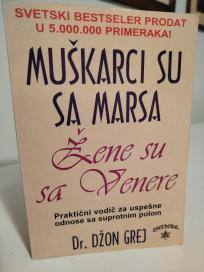 SVETSKI BESTSELER PRODAT
U 5.000.000 PRIMERAKA!
MUŠKARCI SU
SA MARSA
Žene su
sa Venere
Praktični vodič za uspešne
odnose sa suprotnim polom
Dr. DŽON GREJ